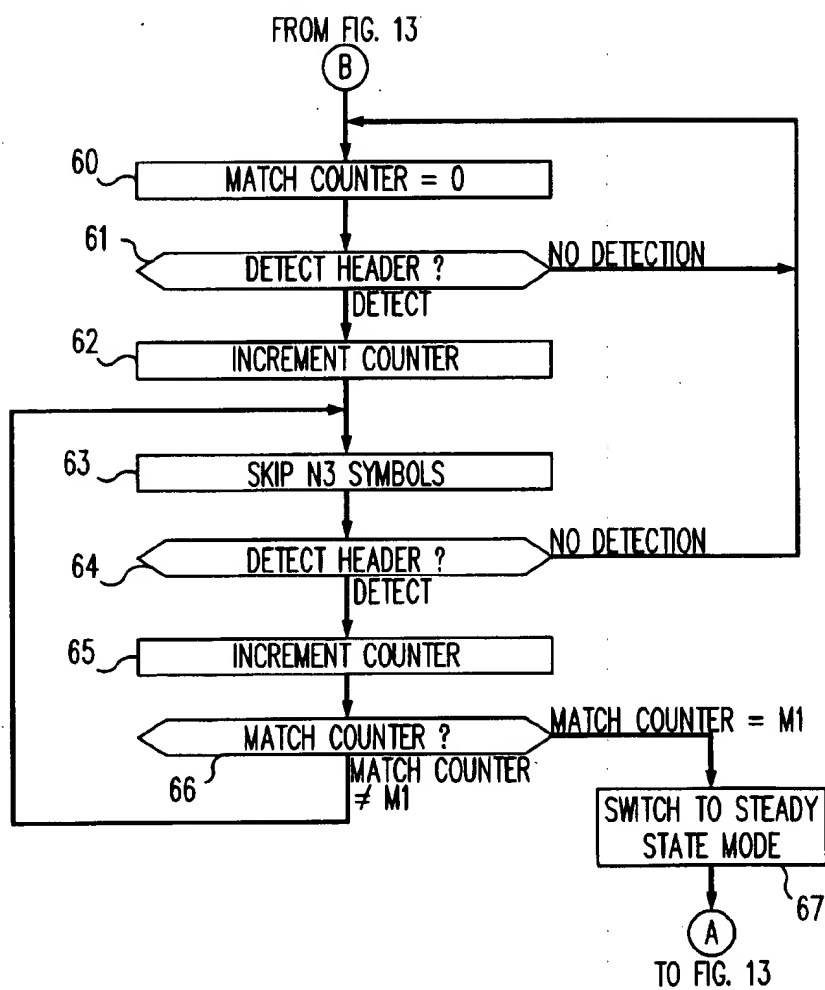 FROM FIG. 13
B
60
MATCH COUNTER = 0
61
DETECT HEADER ?
NO DETECTION
DETECT
62
INCREMENT COUNTER
63
SKIP N3 SYMBOLS
64
DETECT HEADER ?
NO DETECTION
DETECT
65
INCREMENT COUNTER
66
MATCH COUNTER ?
MATCH COUNTER = M1
MATCH COUNTER
≠ M1
SWITCH TO STEADY
STATE MODE
67
A
TO FIG. 13